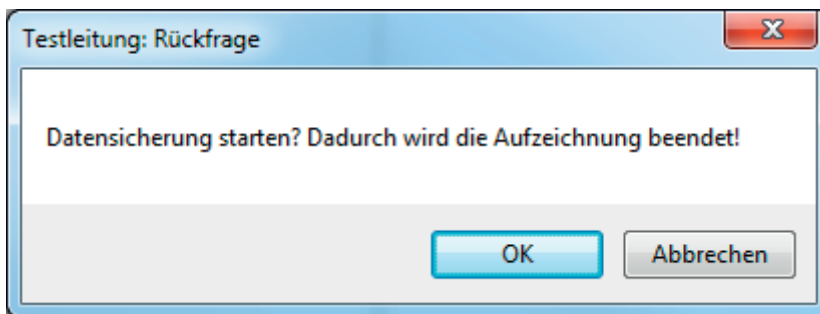 Testleitung: Rückfrage
Datensicherung starten? Dadurch wird die Aufzeichnung beendet!
OK
Abbrechen